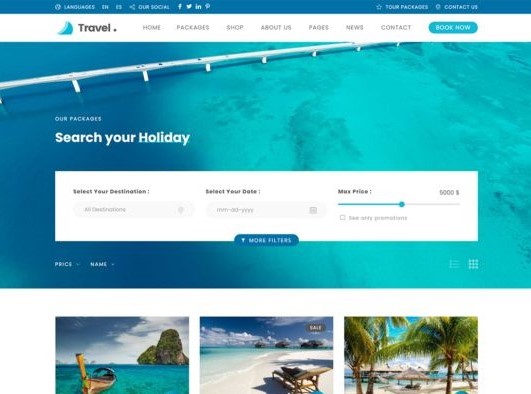 LANGUAGES EN ES OUR SOCIAL TOUR PACKAGES CONTACT US
Travel. HOME PACKAGES SHOP ABOUT US PAGES NEWS CONTACT BOOK NOW
OUR PACKAGES
Search your Holiday
Select Your Destination : Select Your Date : Max Price : 5000 $
All Destinations mm-dd-yyyy
See only promotions
MORE FILTERS
PRICE NAME
SALE